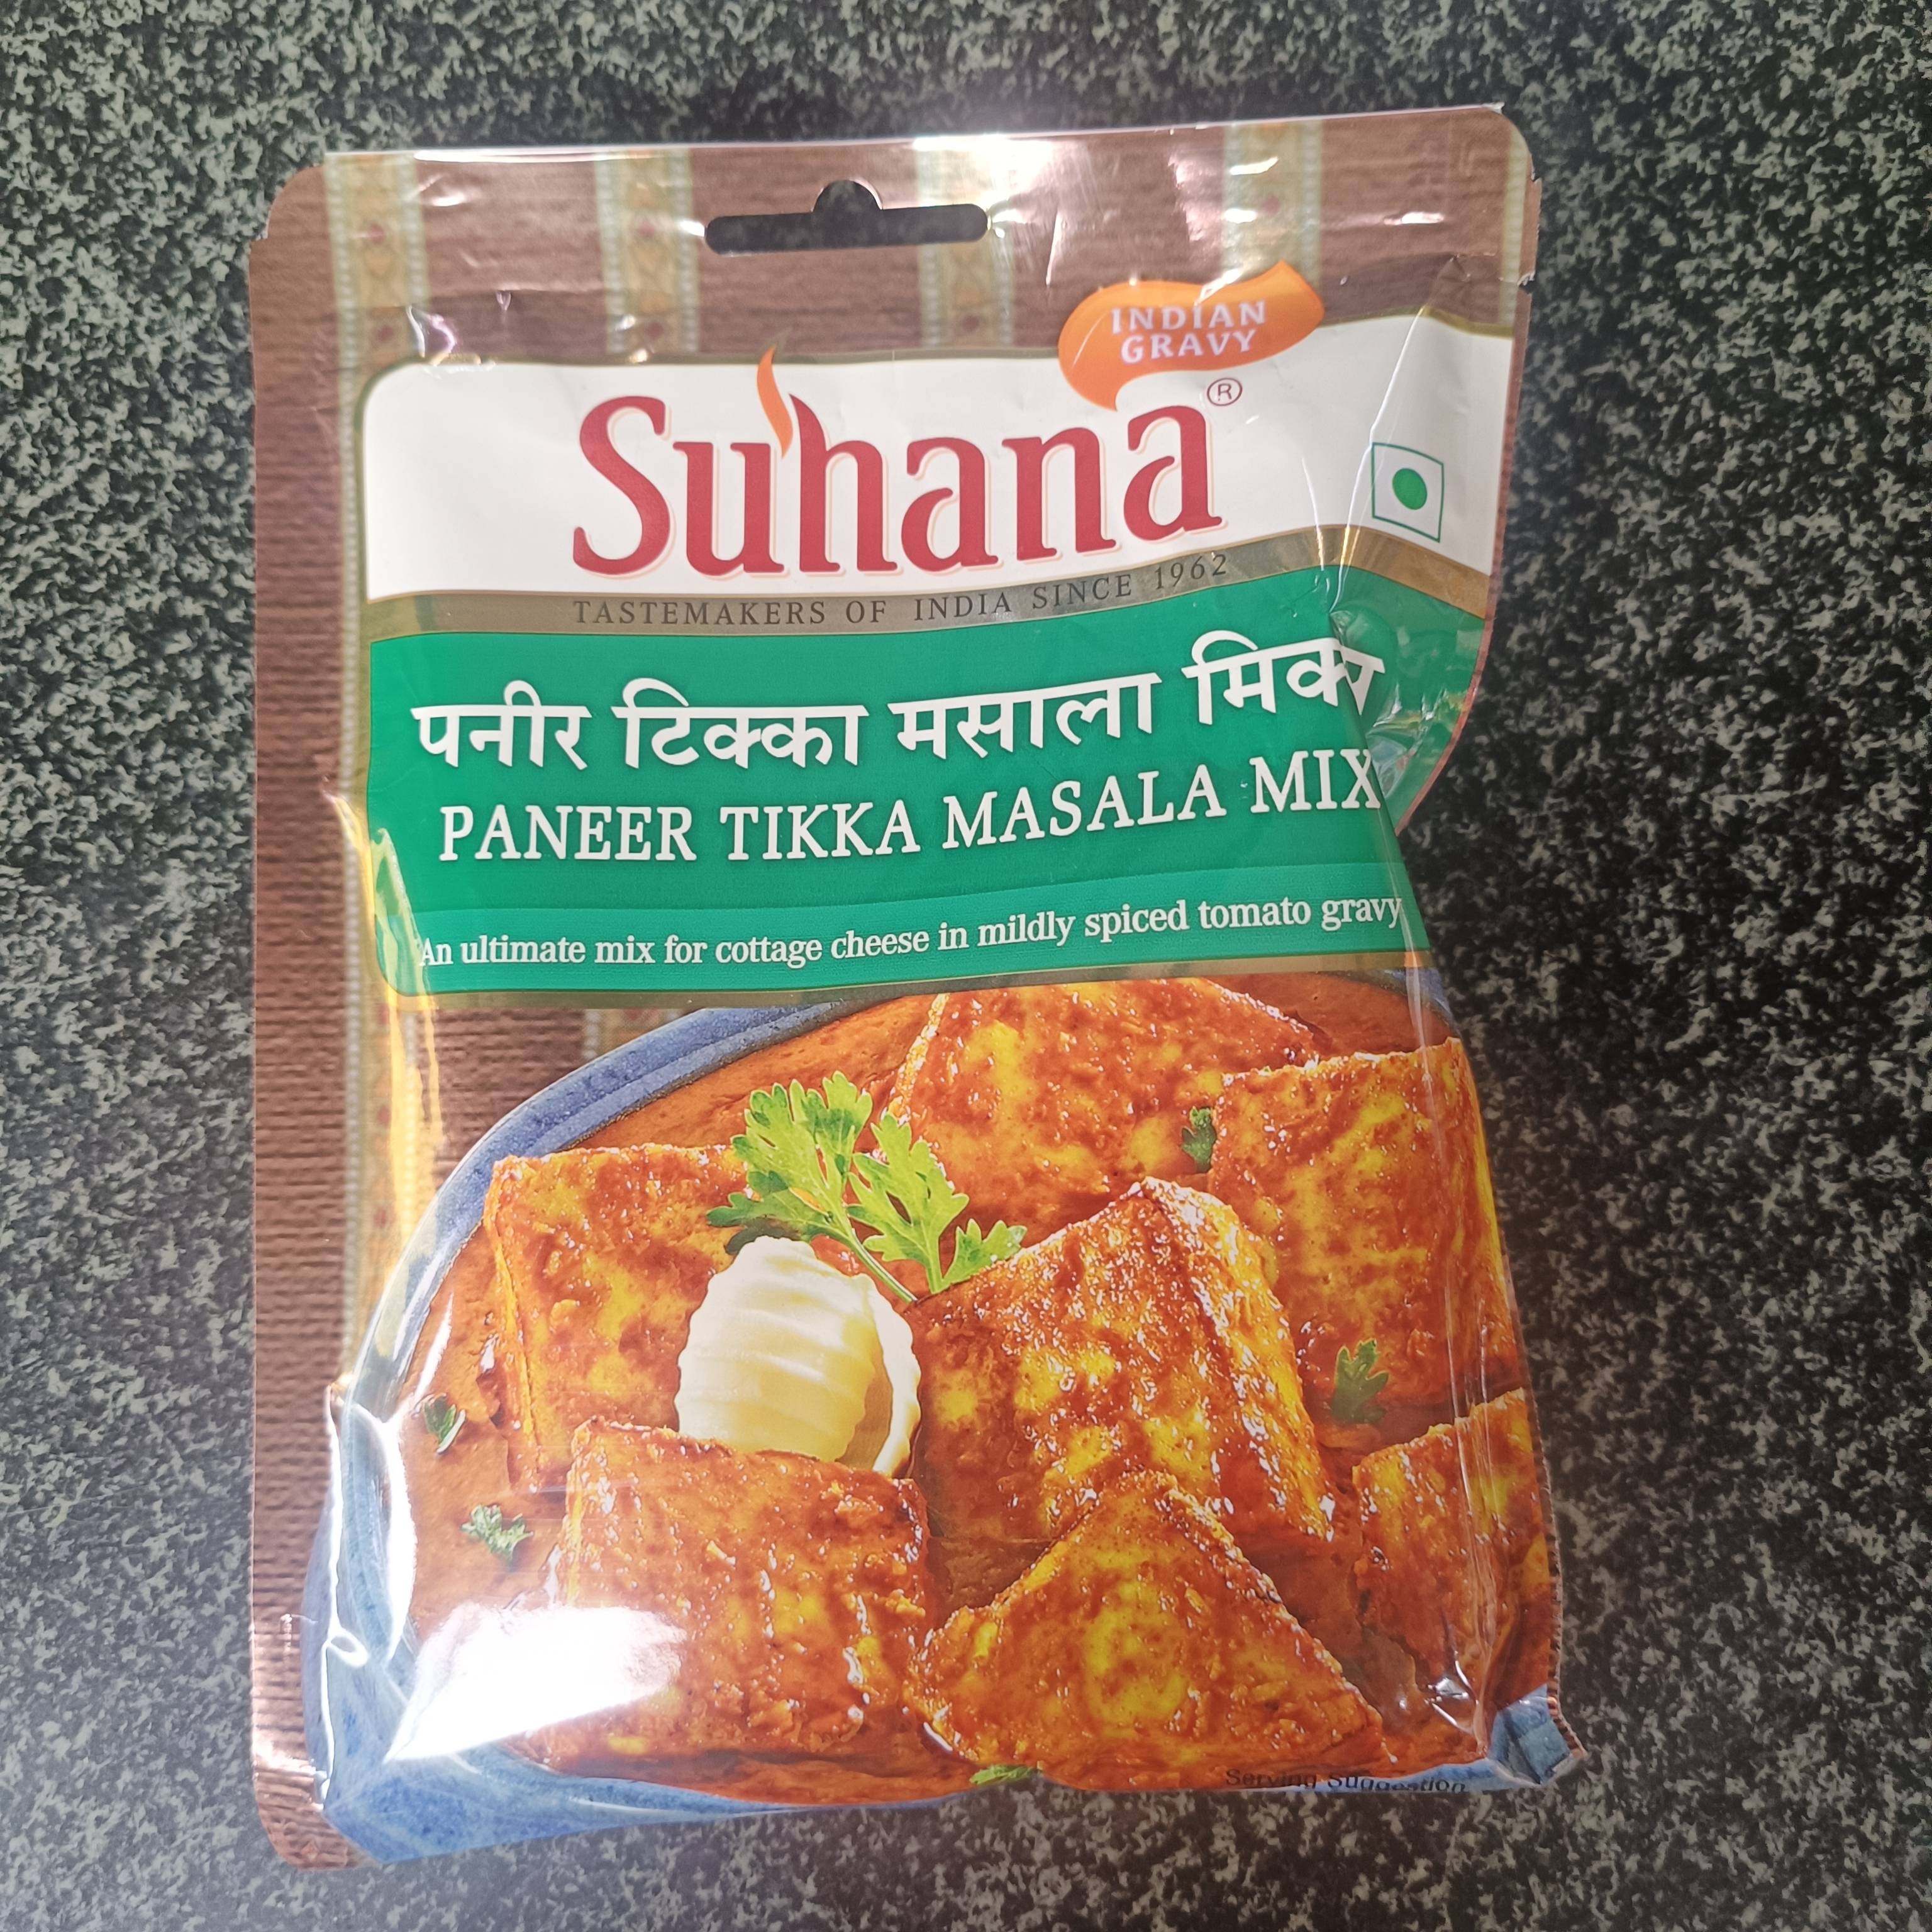 INDIAN
GRAVY
Suhana®
TASTEMAKERS OF INDIA SINCE 1962
पनीर टिक्का मसाला मिक्स
PANEER TIKKA MASALA MIX
An ultimate mix for cottage cheese in mildly spiced tomato gravy
Serving Suggestion